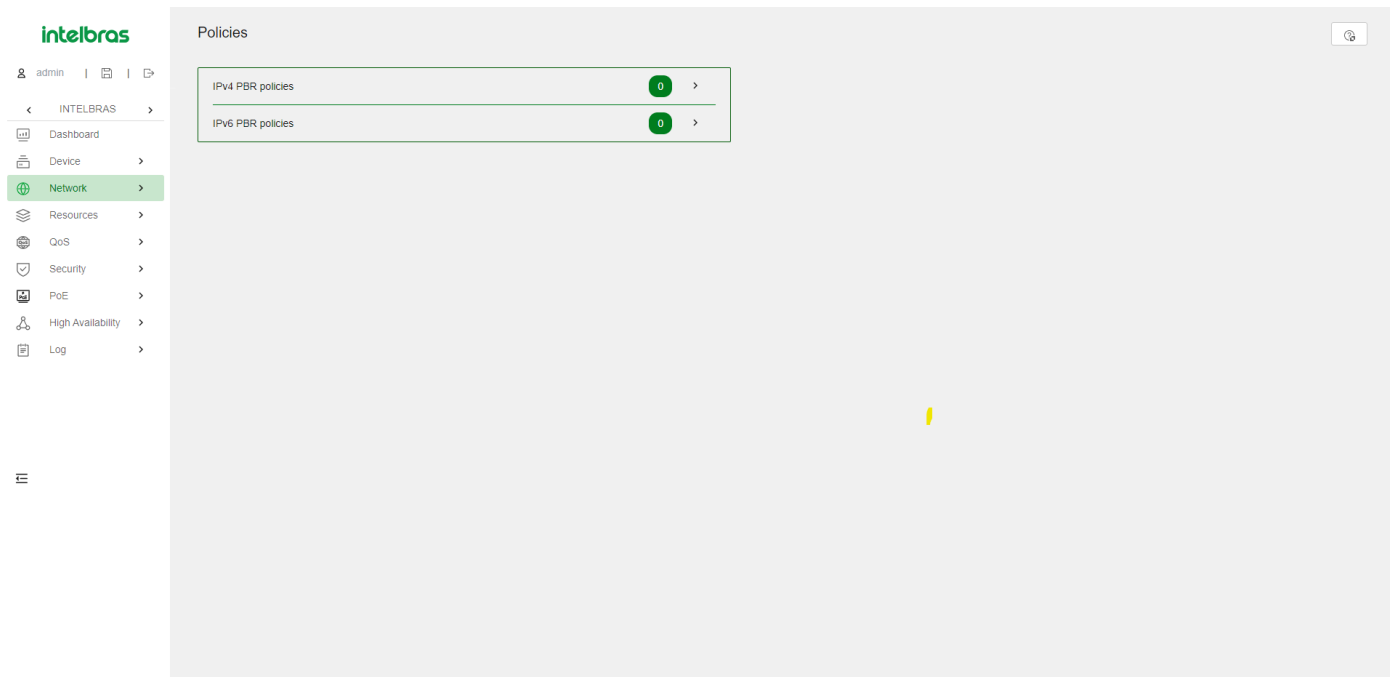 intelbras
admin | |
INTELBRAS
Dashboard
Device
Network
Resources
QoS
Security
PoE
High Availability
Log
Policies
IPv4 PBR policies 0
IPv6 PBR policies 0